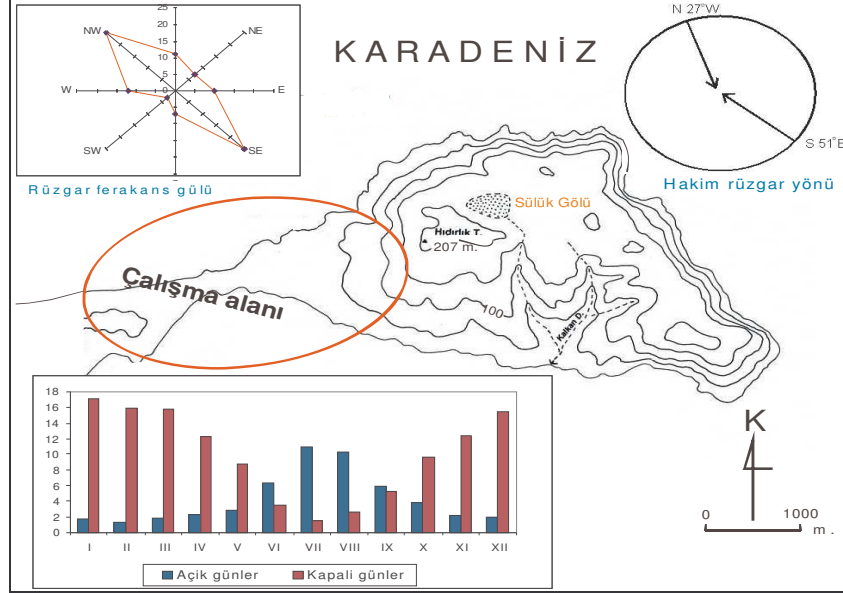 25
20
15
10
5
0
NW
NE
W
E
SW
SE
Rüzgar ferakans gülü
KARADENİZ
N 27°W
S 51°E
Hakim rüzgar yönü
Sülük Gölü
Hıdırlık T.
207 m.
Çalışma alanı
100
Kalkan D.
K
0 1000
m.
18
16
14
12
10
8
6
4
2
0
I II III IV V VI VII VIII IX X XI XII
Açik günler Kapali günler